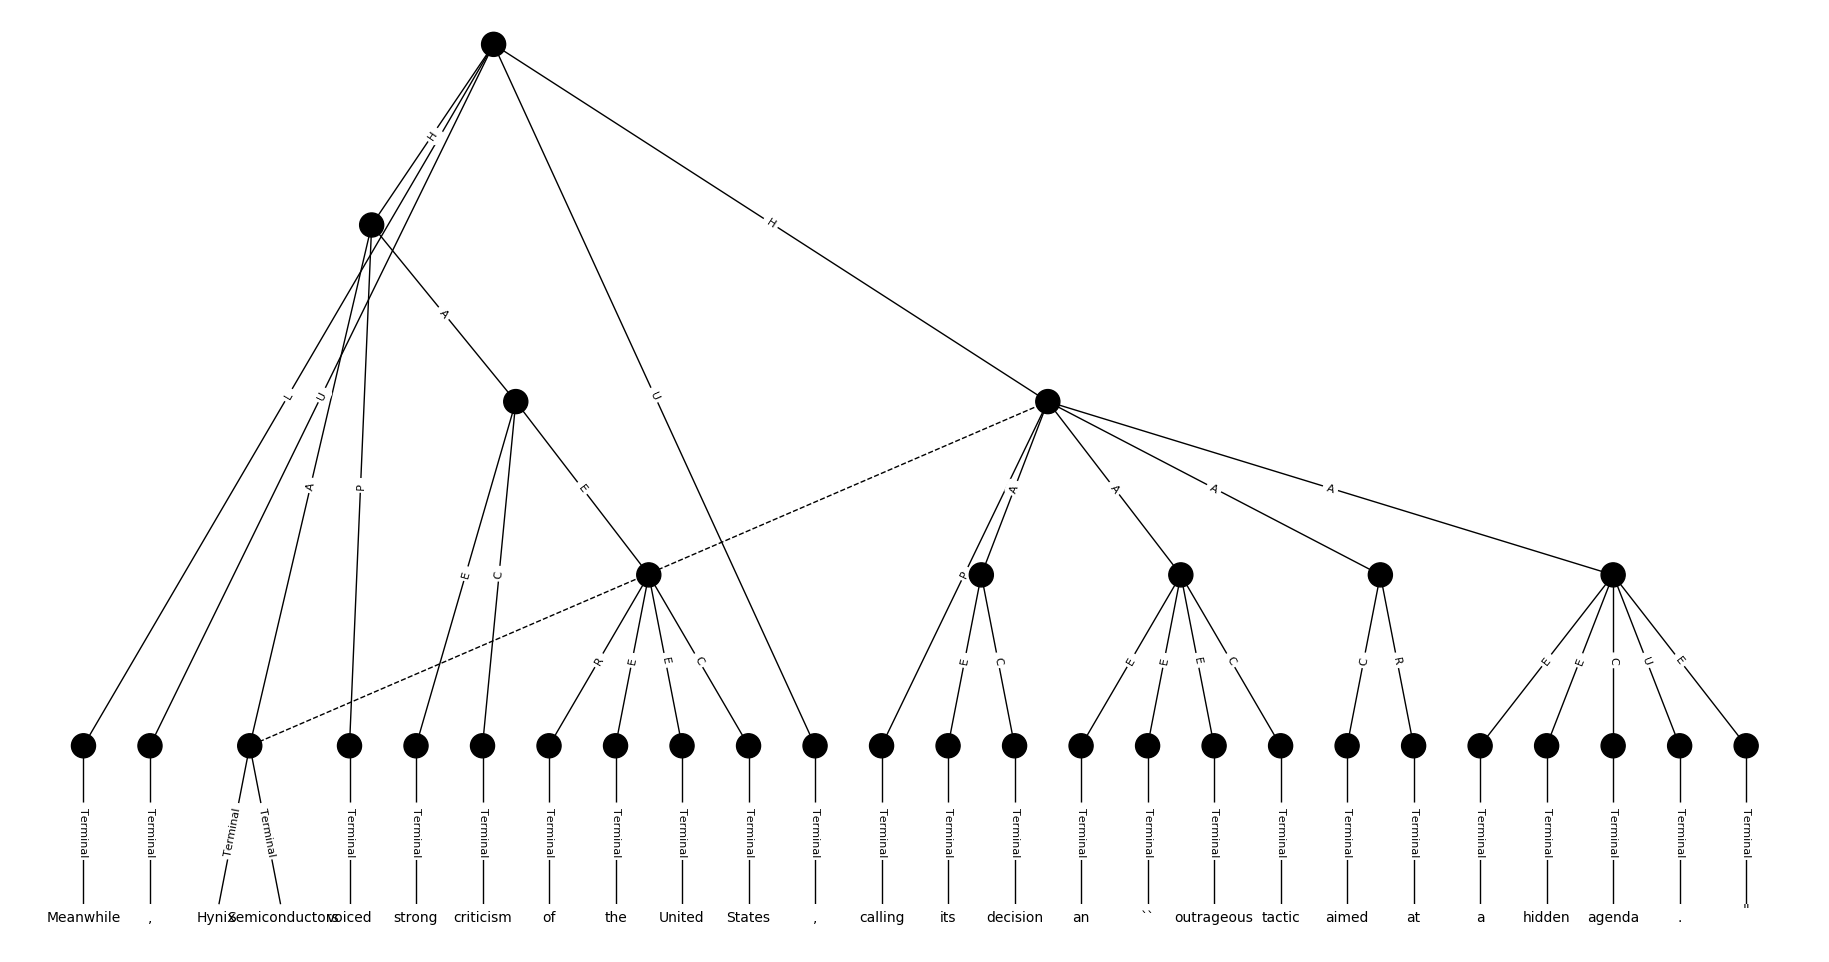 H
H
A
L
U
U
A
P
E
A
A
A
A
E
C
P
R
E
E
C
E
C
E
E
E
C
C
R
E
E
C
U
E
Terminal Terminal Terminal Terminal Terminal Terminal Terminal Terminal Terminal Terminal Terminal Terminal Terminal Terminal Terminal Terminal Terminal Terminal Terminal Terminal Terminal Terminal Terminal Terminal Terminal Terminal
Meanwhile , Hynix Semiconductors voiced strong criticism of the United States , calling its decision an `` outrageous tactic aimed at a hidden agenda . "